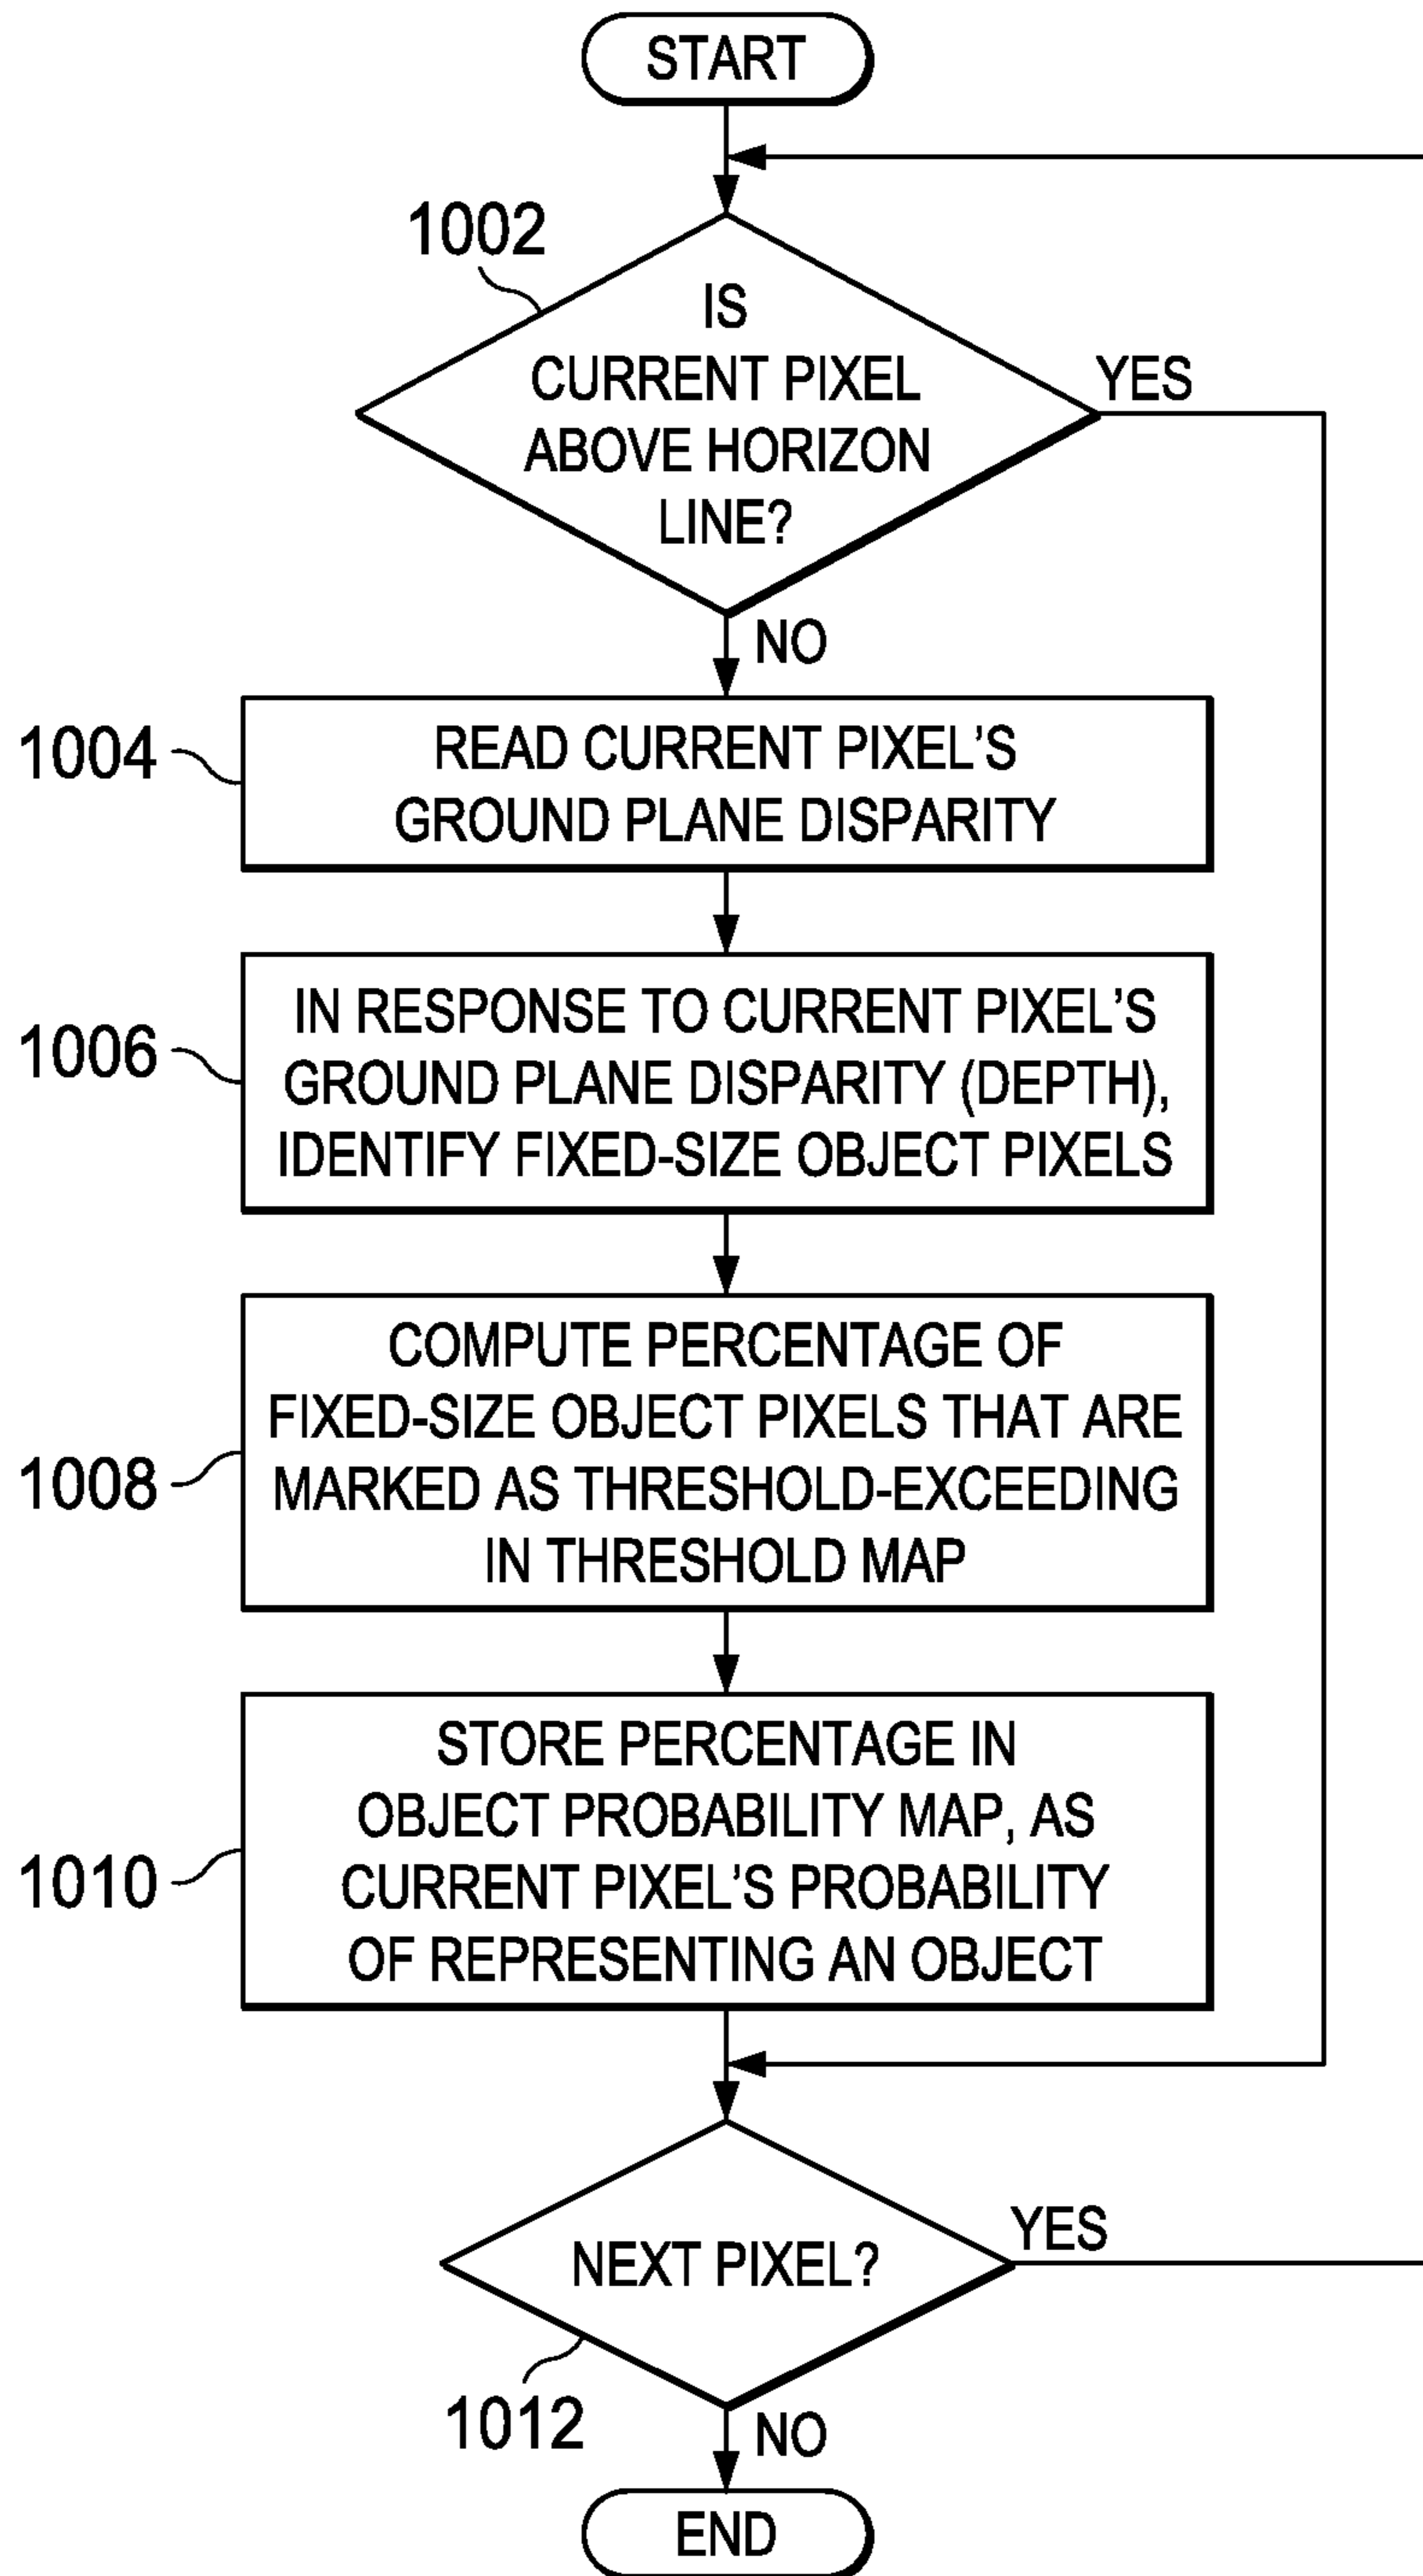 START
1002
IS
CURRENT PIXEL
ABOVE HORIZON
LINE?
YES
NO
1004
READ CURRENT PIXEL'S
GROUND PLANE DISPARITY
1006
IN RESPONSE TO CURRENT PIXEL'S
GROUND PLANE DISPARITY (DEPTH),
IDENTIFY FIXED-SIZE OBJECT PIXELS
1008
COMPUTE PERCENTAGE OF
FIXED-SIZE OBJECT PIXELS THAT ARE
MARKED AS THRESHOLD-EXCEEDING
IN THRESHOLD MAP
1010
STORE PERCENTAGE IN
OBJECT PROBABILITY MAP, AS
CURRENT PIXEL'S PROBABILITY
OF REPRESENTING AN OBJECT
NEXT PIXEL?
YES
1012
NO
END